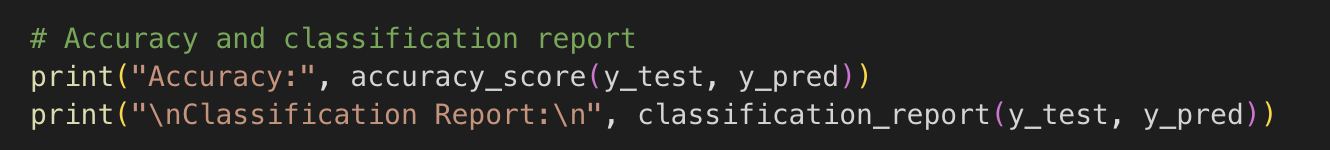 # Accuracy and classification report
print("Accuracy:", accuracy_score(y_test, y_pred))
print("\nClassification Report:\n", classification_report(y_test, y_pred))